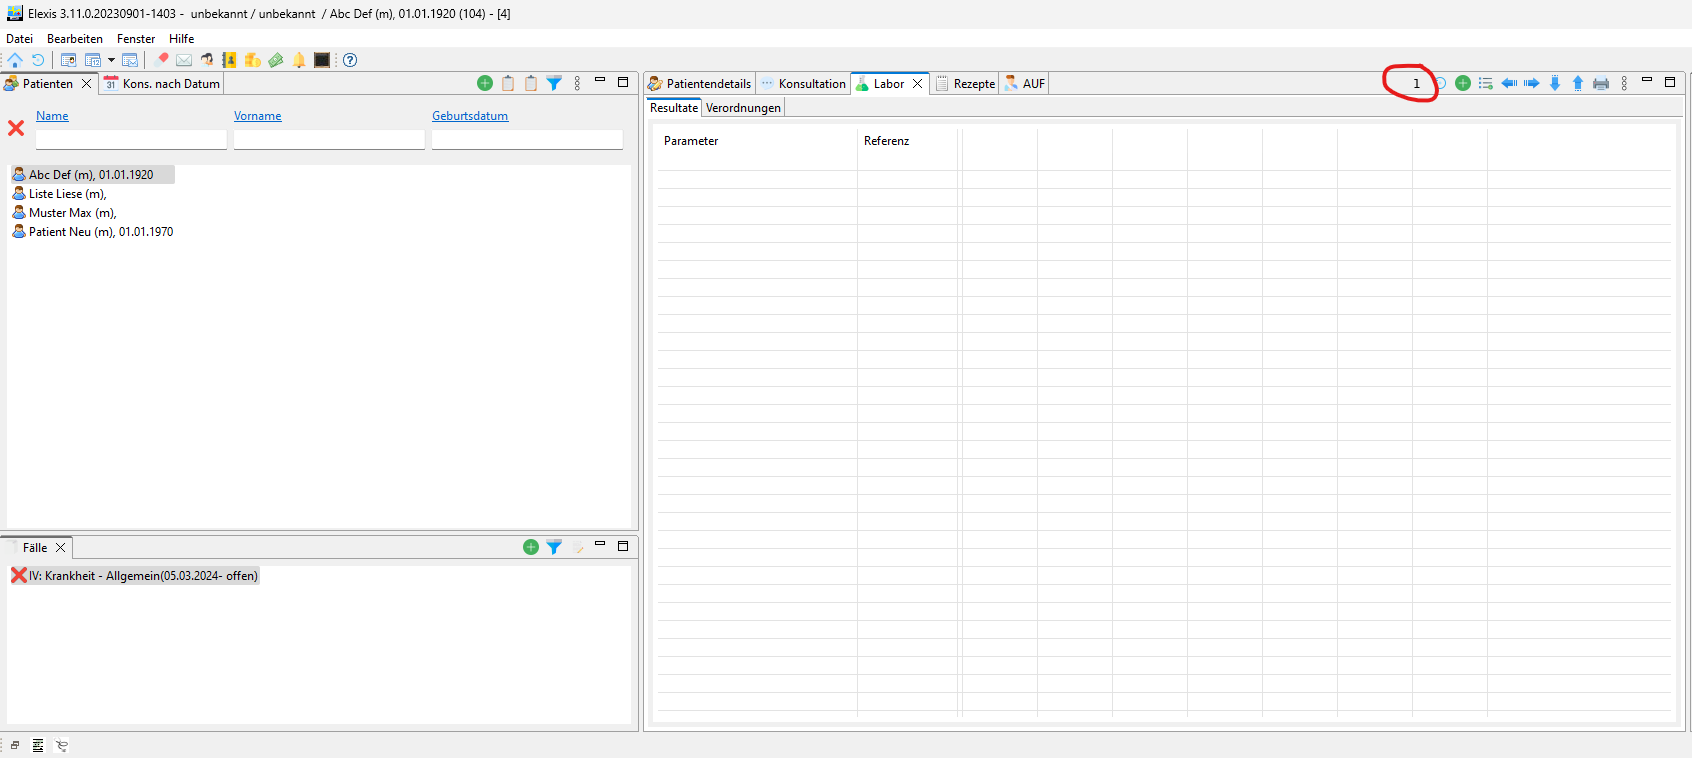 Elexis 3.11.0.20230901-1403 - unbekannt / unbekannt / Abc Def (m), 01.01.1920 (104) - [4]
Datei Bearbeiten Fenster Hilfe
Patienten
Kons. nach Datum
Name Vorname Geburtsdatum
Abc Def (m), 01.01.1920
Liste Liese (m),
Muster Max (m),
Patient Neu (m), 01.01.1970
Fälle
IV: Krankheit - Allgemein(05.03.2024- offen)
Patientendetails Konsultation Labor Rezepte AUF 1
Resultate Verordnungen
Parameter Referenz